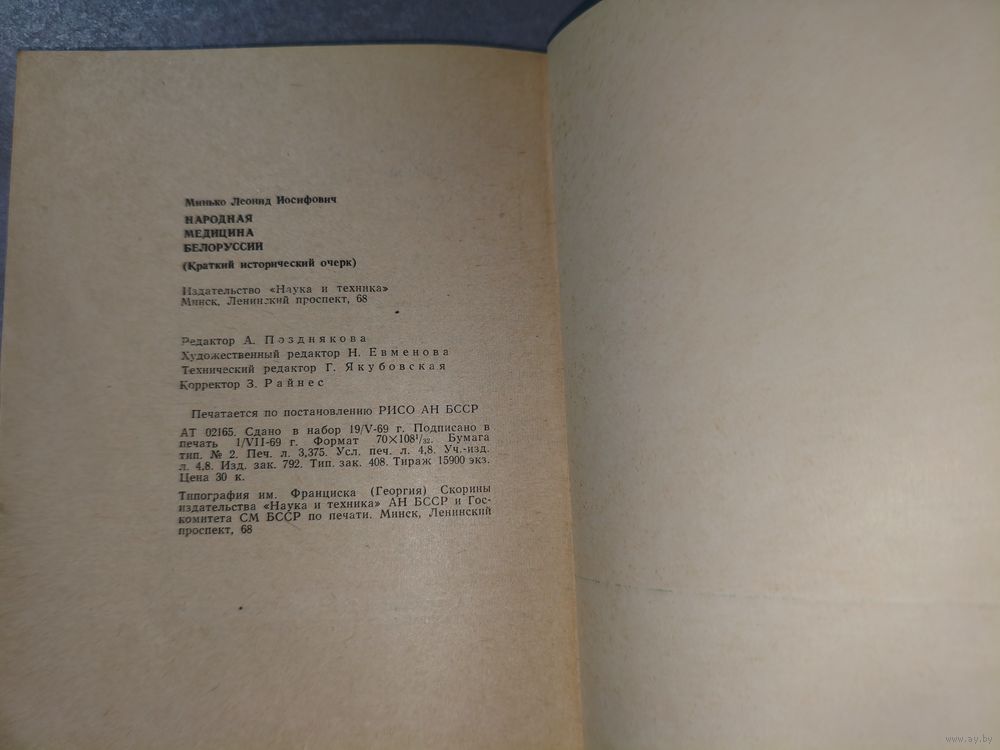 Минько Леонид Иосифович
НАРОДНАЯ
МЕДИЦИНА
БЕЛОРУССИИ
(Краткий исторический очерк)
Издательство «Наука и техника»
Минск, Ленинский проспект, 68
Редактор А. Позднякова
Художественный редактор Н. Евменова
Технический редактор Г. Якубовская
Корректор З. Райнес
Печатается по постановлению РИСО АН БССР
АТ 02165. Сдано в набор 19/V-69 г. Подписано в
печать 1/VII-69 г. Формат 70×108¹/₃₂. Бумага
тип. № 2. Печ. л. 3,375. Усл. печ. л. 4,8. Уч.-изд.
л. 4,8. Изд. зак. 792. Тип. зак. 408. Тираж 15900 экз.
Цена 30 к.
Типография им. Франциска (Георгия) Скорины
издательства «Наука и техника» АН БССР и Гос-
комитета СМ БССР по печати. Минск, Ленинский
проспект, 68
www.ay.by